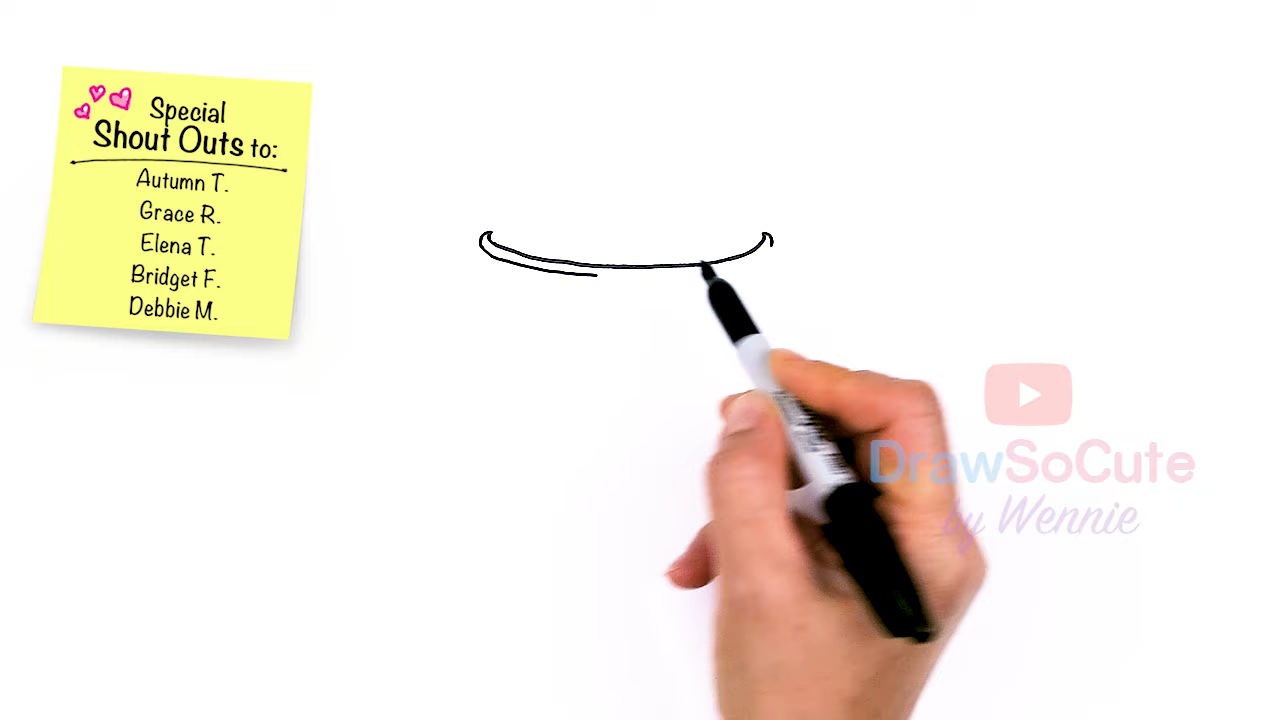 Special
Shout Outs to:
Autumn T.
Grace R.
Elena T.
Bridget F.
Debbie M.
DrawSoCute
by Wennie